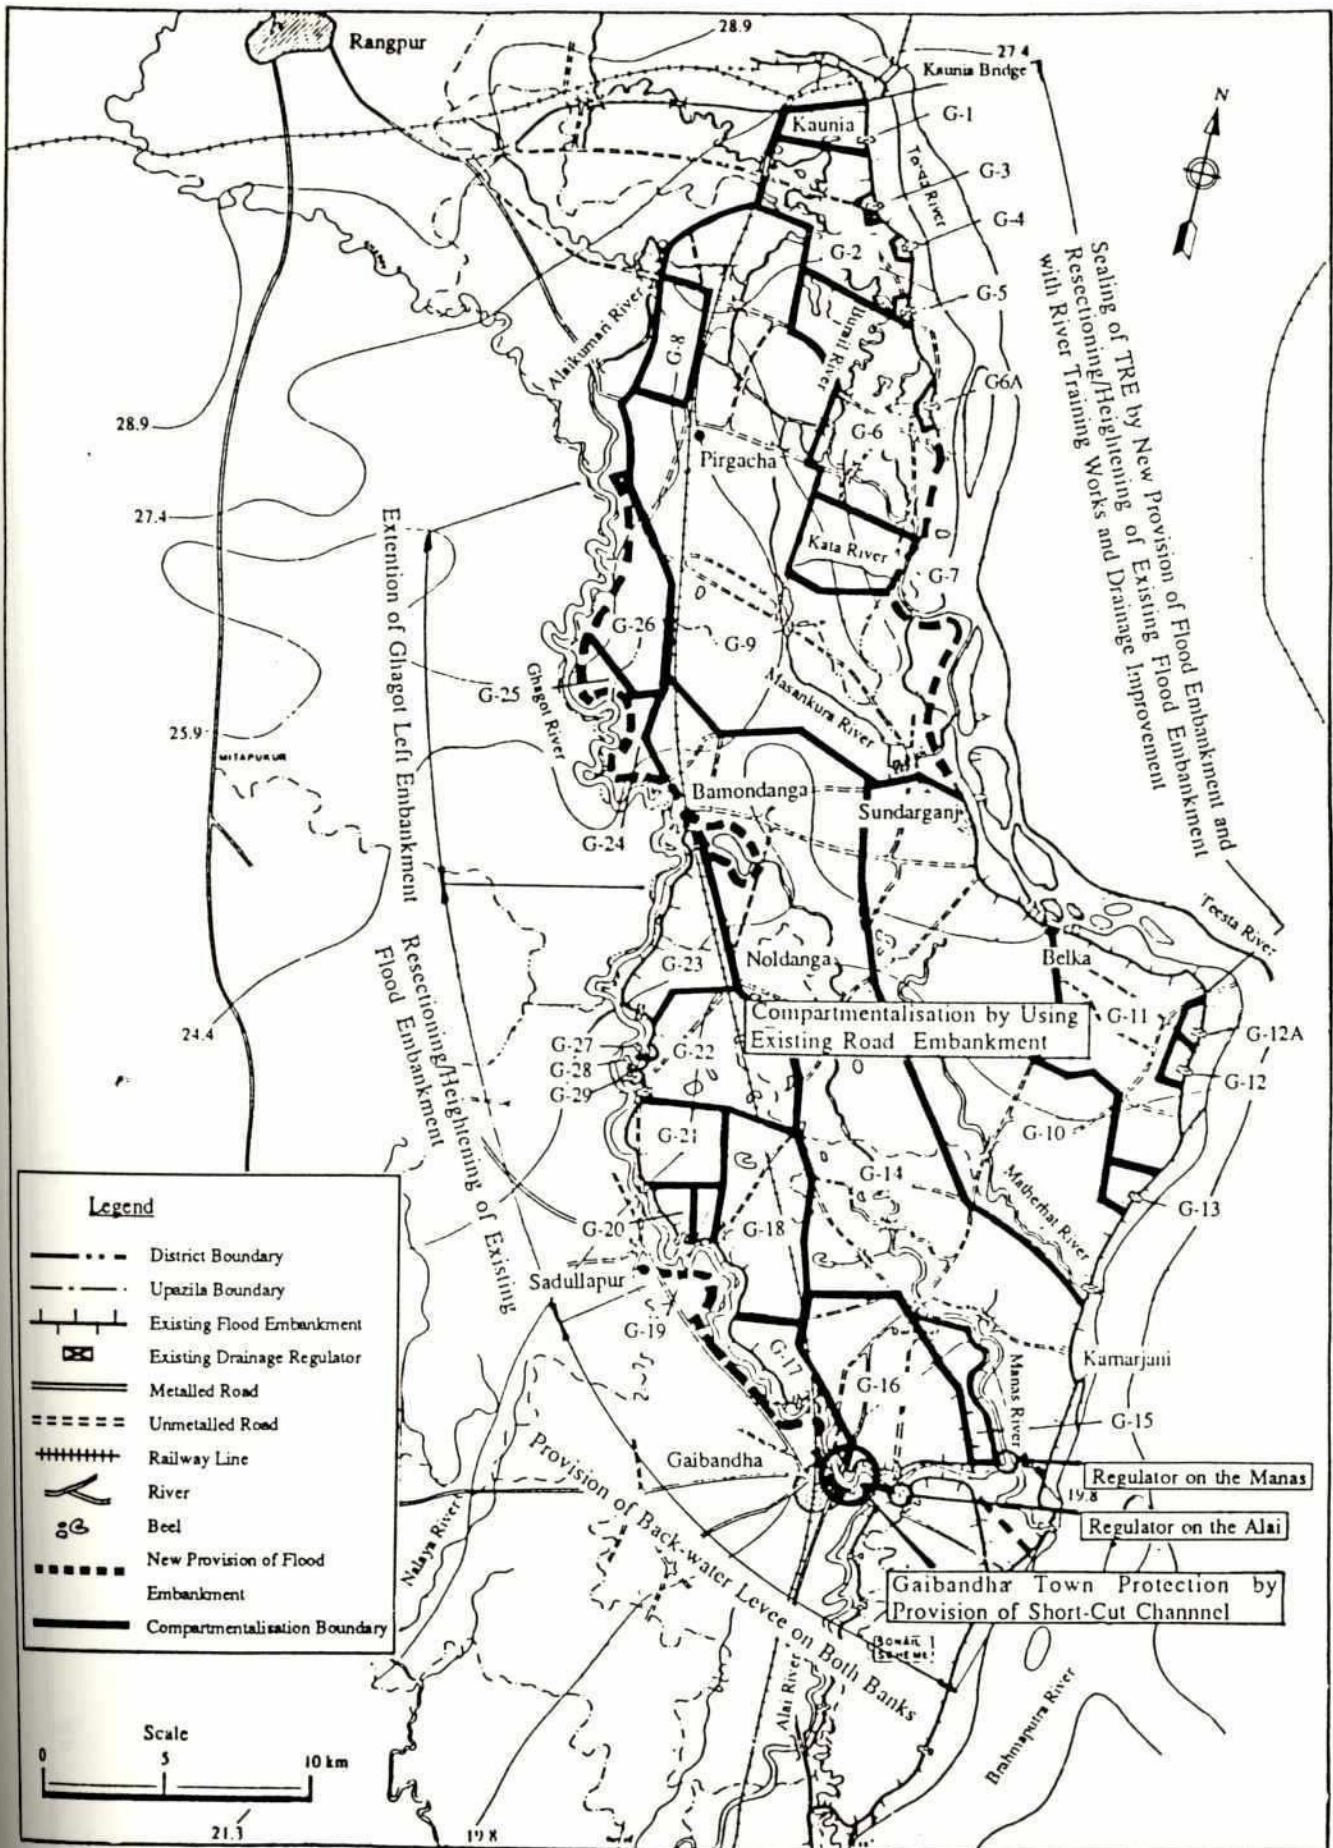 Rangpur
28.9
27.4
Kaunia Bridge
N
Kaunia
G-1
G-3
G-4
G-2
G-5
Alaikumari River
G-8
Burail River
G6A
G-6
28.9
Pirgacha
27.4
Kata River
G-7
Sealing of TRE by New Provision of Flood Embankment and
Resectioning/Heightening of Existing Flood Embankment
with River Training Works and Drainage Improvement
Extention of Ghagot Left Embankment
G-26
G-9
G-25
Ghagot River
Masankura River
25.9
MITAPUKUR
Bamondanga
Sundarganj
G-24
Teesta River
Belka
G-23
Noldanga
Resectioning/Heightening of Existing
Flood Embankment
Compartmentalisation by Using
Existing Road Embankment
G-11
G-12A
24.4
G-27
G-22
G-28
G-12
G-29
G-10
G-21
G-14
Matherhat River
G-13
G-20
G-18
Sadullapur
G-19
G-17
Kamarjani
G-16
Manas River
G-15
Gaibandha
Regulator on the Manas
19.8
Regulator on the Alai
Nalaya River
Provision of Back-water Levee on Both Banks
Gaibandha Town Protection by
Provision of Short-Cut Channnel
SONAIL
SCHEME
Alai River
Brahmaputra River
Legend
District Boundary
Upazila Boundary
Existing Flood Embankment
Existing Drainage Regulator
Metalled Road
Unmetalled Road
Railway Line
River
Beel
New Provision of Flood
Embankment
Compartmentalisation Boundary
Scale
0 5 10 km
21.3
19.8